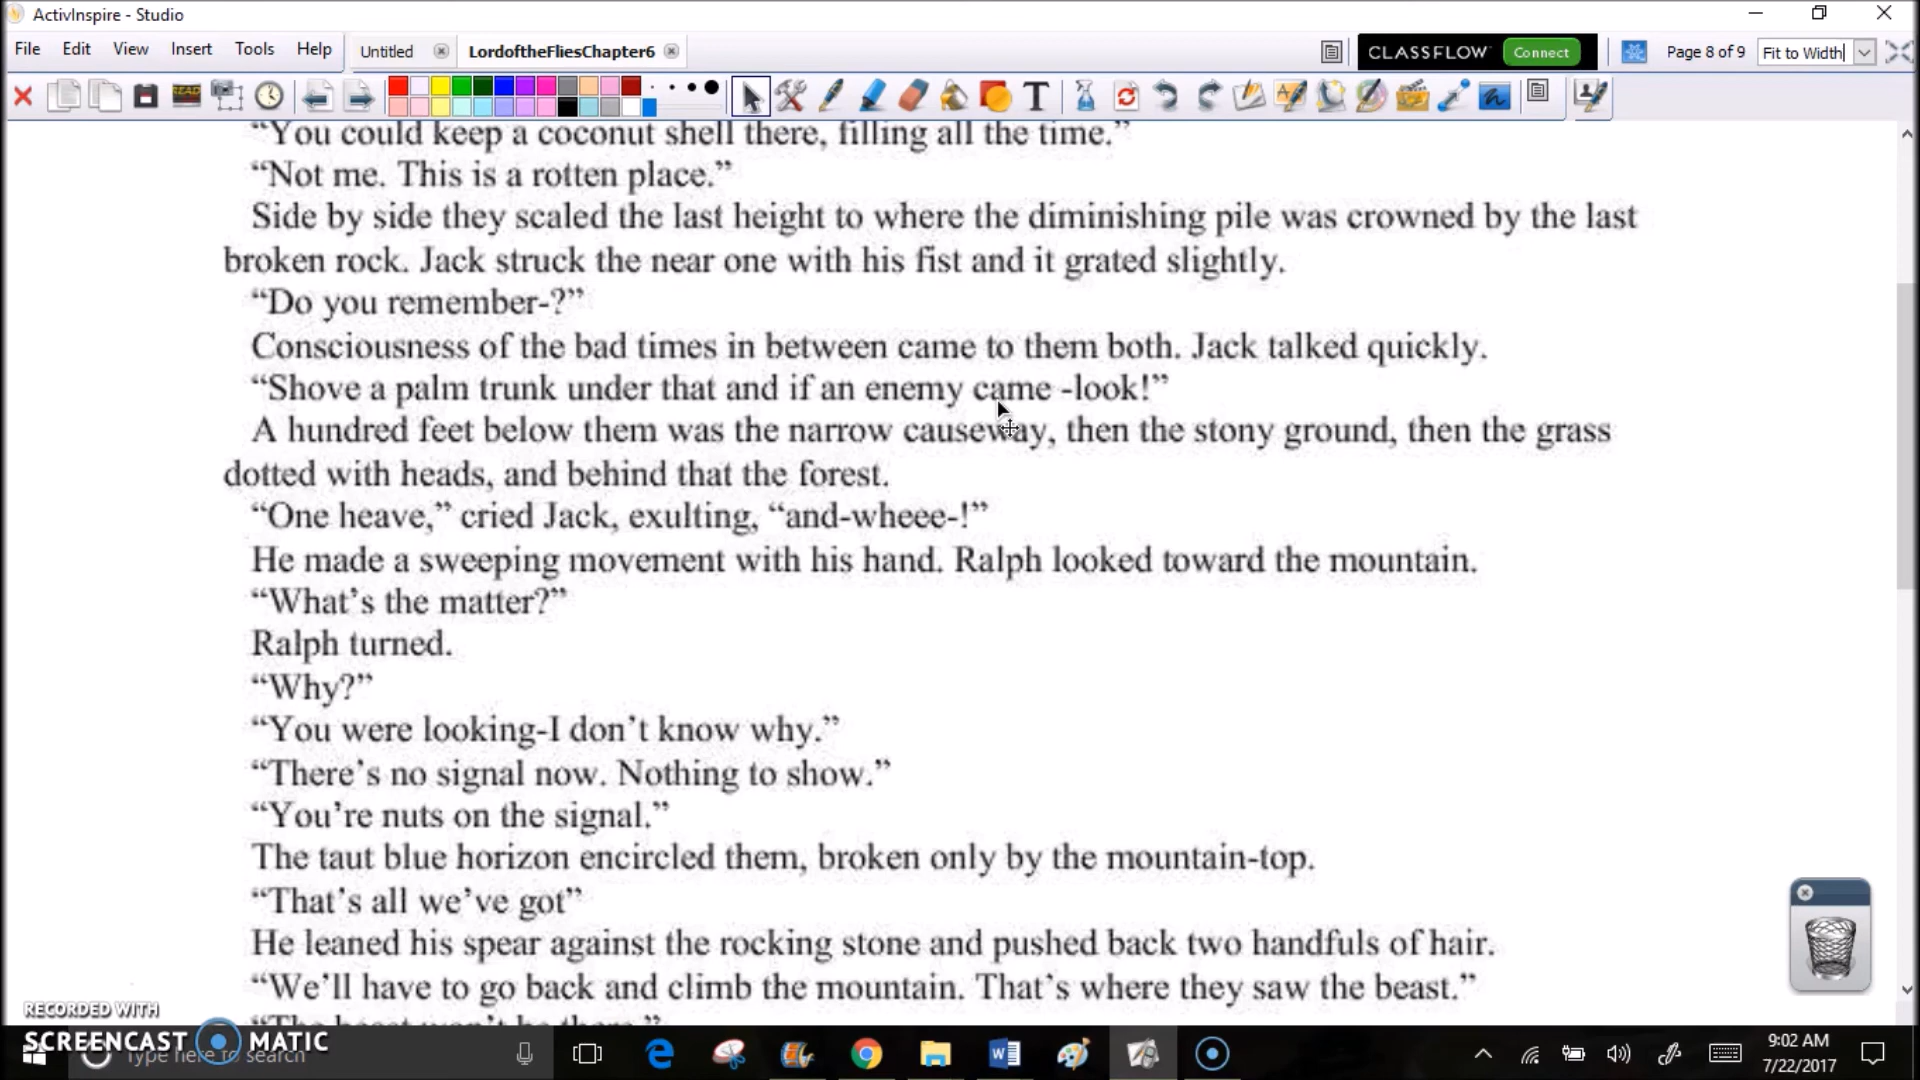 ActivInspire - Studio
File Edit View Insert Tools Help Untitled LordoftheFliesChapter6 CLASSFLOW Connect Page 8 of 9 Fit to Width
“You could keep a coconut shell there, filling all the time.”
“Not me. This is a rotten place.”
Side by side they scaled the last height to where the diminishing pile was crowned by the last
broken rock. Jack struck the near one with his fist and it grated slightly.
“Do you remember-?”
Consciousness of the bad times in between came to them both. Jack talked quickly.
“Shove a palm trunk under that and if an enemy came -look!”
A hundred feet below them was the narrow causeway, then the stony ground, then the grass
dotted with heads, and behind that the forest.
“One heave,” cried Jack, exulting, “and-wheee-!”
He made a sweeping movement with his hand. Ralph looked toward the mountain.
“What’s the matter?”
Ralph turned.
“Why?”
“You were looking-I don’t know why.”
“There’s no signal now. Nothing to show.”
“You’re nuts on the signal.”
The taut blue horizon encircled them, broken only by the mountain-top.
“That’s all we’ve got”
He leaned his spear against the rocking stone and pushed back two handfuls of hair.
“We’ll have to go back and climb the mountain. That’s where they saw the beast.”
“The beast won’t be there.”
RECORDED WITH
SCREENCAST MATIC
Type here to search
9:02 AM
7/22/2017